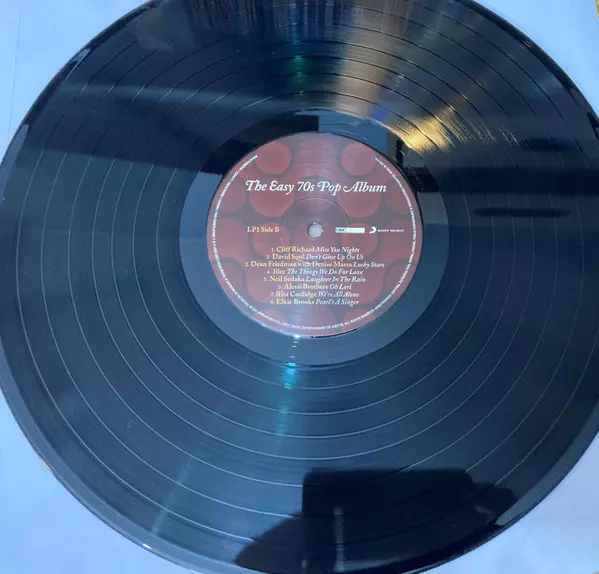 The Easy 70s Pop Album
LP1 Side B
1. Cliff Richard Miss You Nights
2. David Soul Don't Give Up On Us
3. Dean Friedman with Denise Marsa Lucky Stars
4. 10cc The Things We Do For Love
5. Neil Sedaka Laughter In The Rain
6. Alessi Brothers Oh Lori
7. Rita Coolidge We're All Alone
8. Elkie Brooks Pearl's A Singer